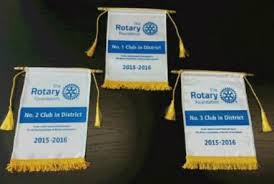 The
Rotary
Foundation
No. 1 Club in District
2015-2016
The
Rotary
Foundation
No. 2 Club in District
2015-2016
The
Rotary
Foundation
No. 3 Club in District
2015-2016